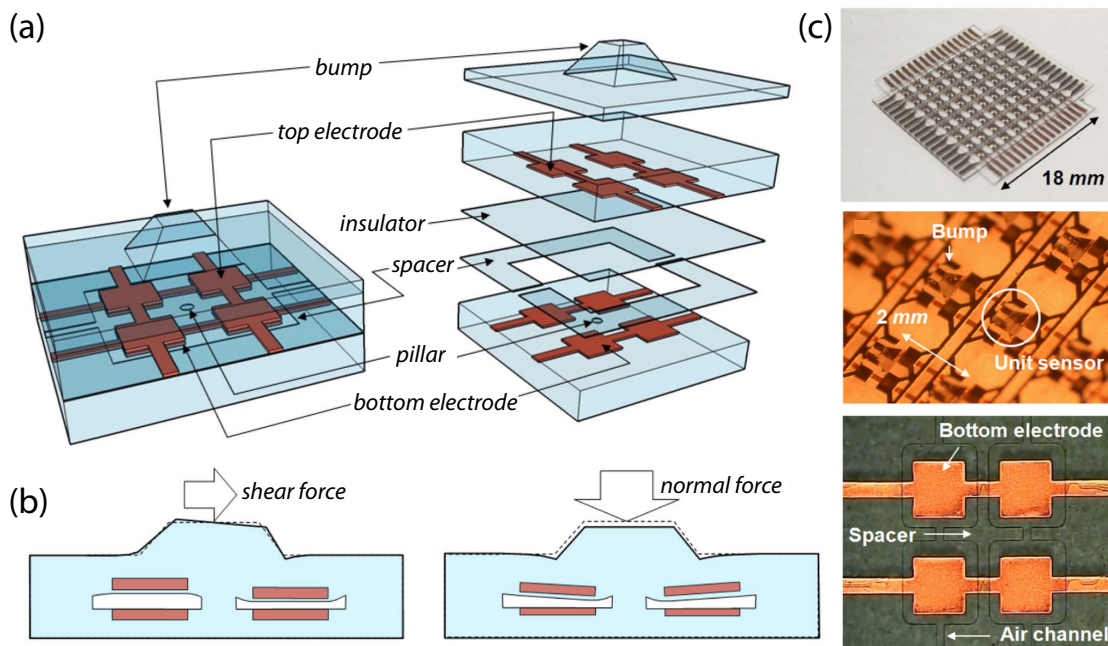 (a)
bump
top electrode
insulator
spacer
pillar
bottom electrode
(b)
shear force
normal force
(c)
18 mm
Bump
2 mm
Unit sensor
Bottom electrode
Spacer
Air channel